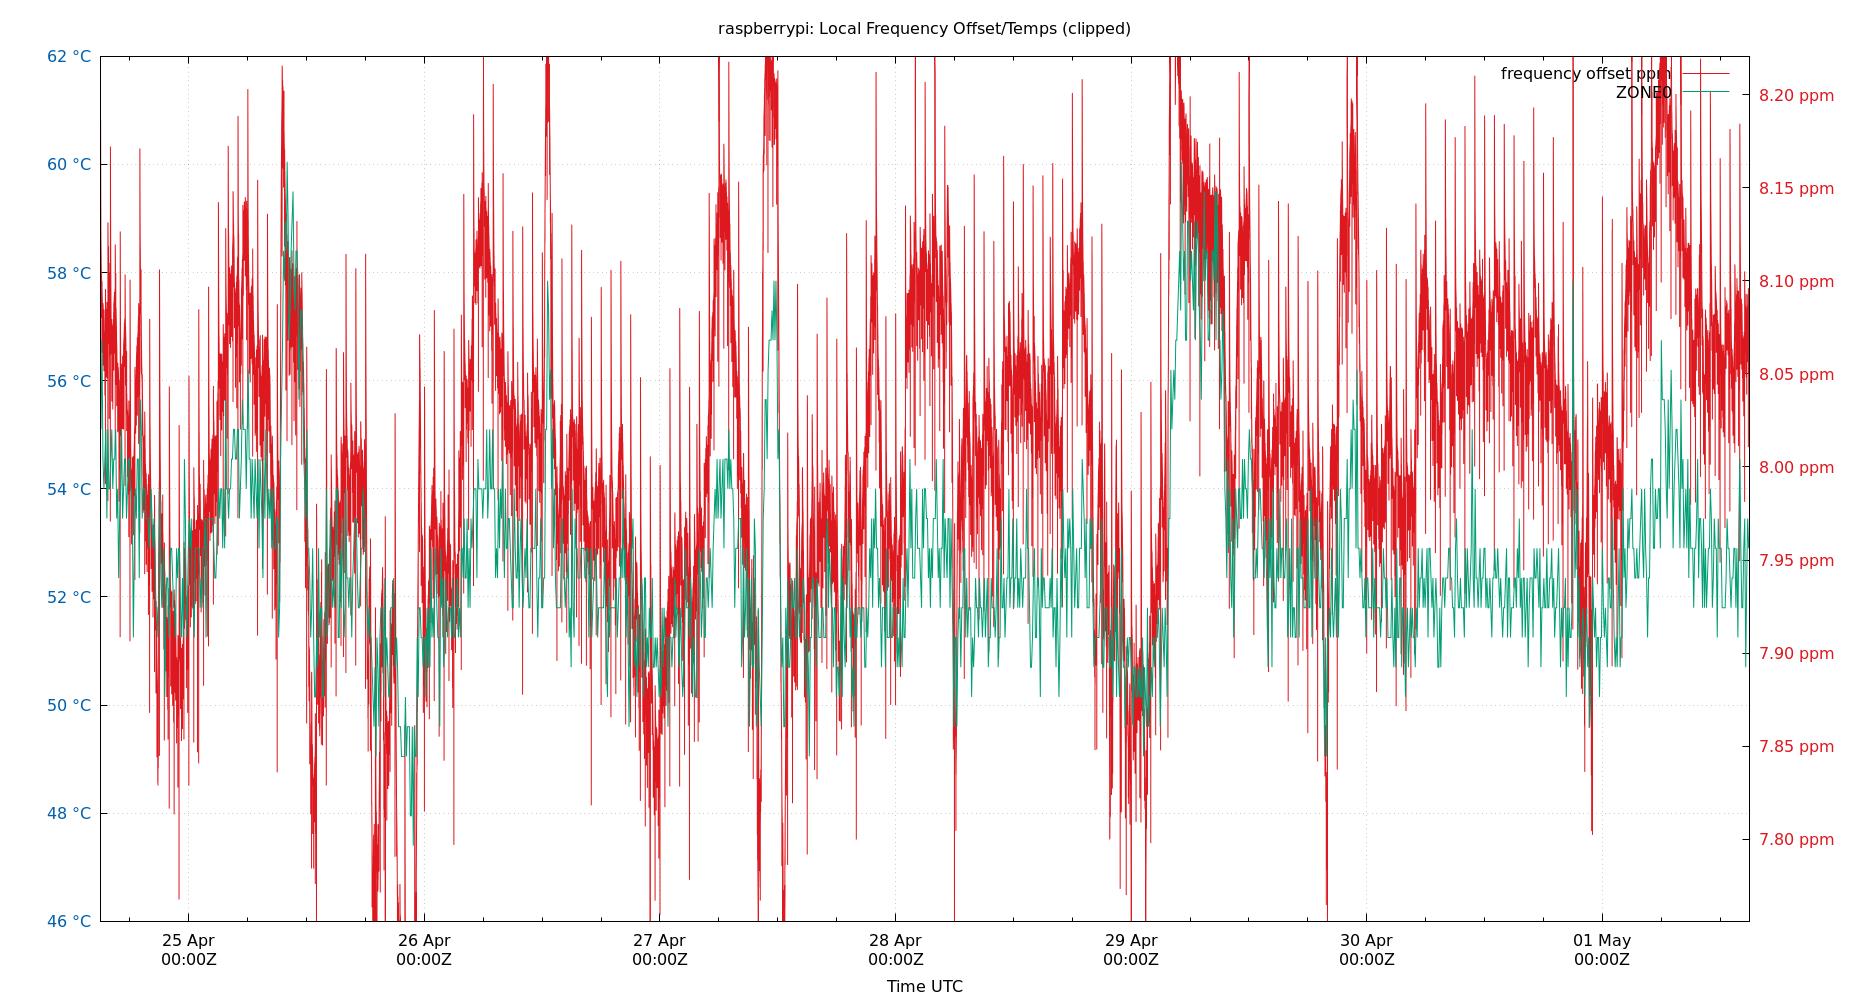 raspberrypi: Local Frequency Offset/Temps (clipped)
frequency offset ppm
ZONE0
62 °C
60 °C
58 °C
56 °C
54 °C
52 °C
50 °C
48 °C
46 °C
8.20 ppm
8.15 ppm
8.10 ppm
8.05 ppm
8.00 ppm
7.95 ppm
7.90 ppm
7.85 ppm
7.80 ppm
25 Apr 26 Apr 27 Apr 28 Apr 29 Apr 30 Apr 01 May
00:00Z 00:00Z 00:00Z 00:00Z 00:00Z 00:00Z 00:00Z
Time UTC